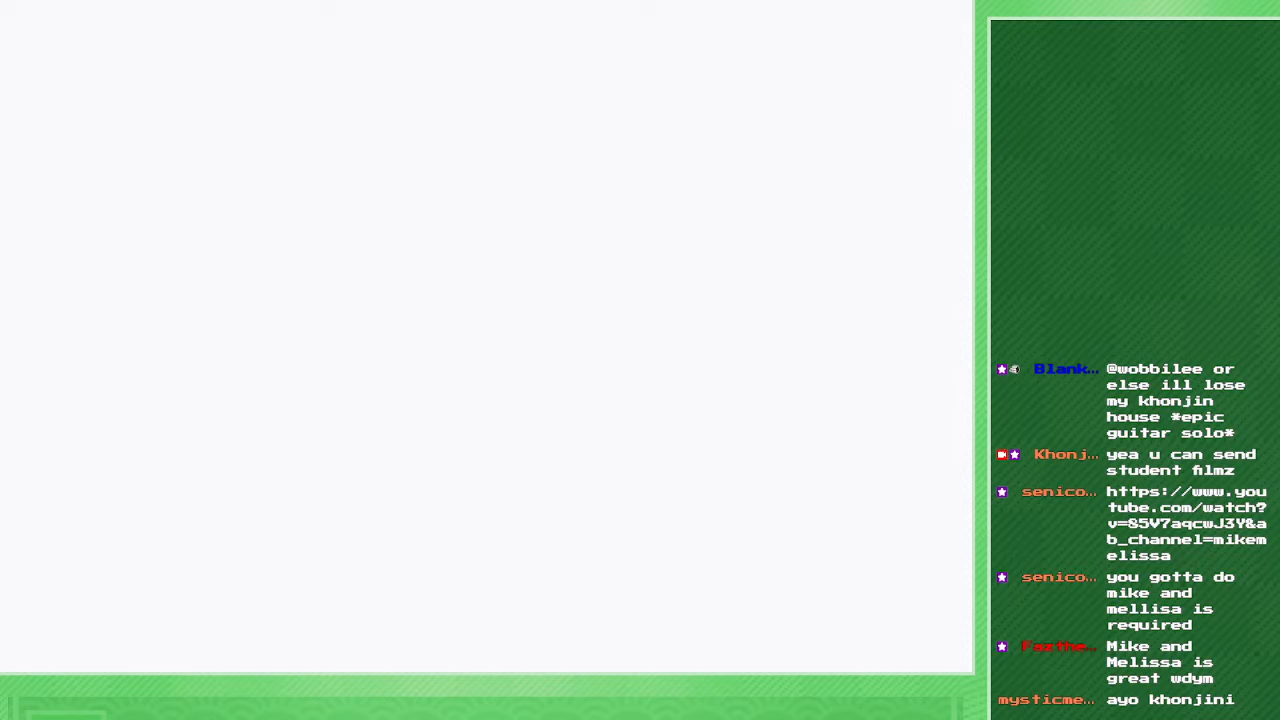 Blank... @wobbilee or
else ill lose
my khonjin
house *epic
guitar solo*
Khonj... yea u can send
student filmz
senico... https://www.you
tube.com/watch?
v=85V7aqcwJ3Y&a
b_channel=mikem
elissa
senico... you gotta do
mike and
mellisa is
required
Fazthe... Mike and
Melissa is
great wdym
mysticme... ayo khonjini